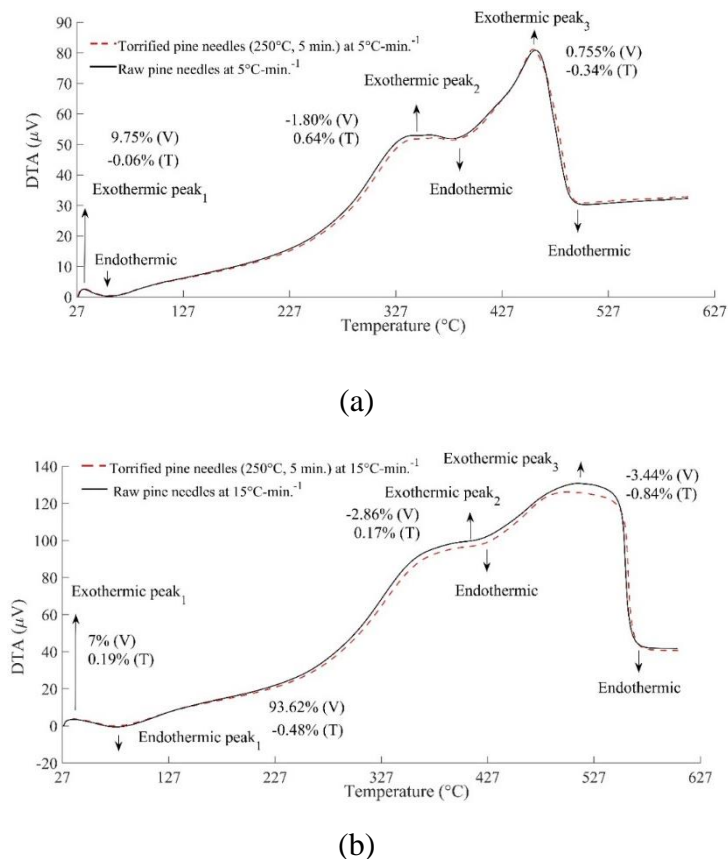 90
80
70
60
50
40
30
20
10
0
DTA (µV)
Torrified pine needles (250°C, 5 min.) at 5°C-min.-1
Raw pine needles at 5°C-min.-1
Exothermic peak3
0.755% (V)
-0.34% (T)
Exothermic peak2
-1.80% (V)
0.64% (T)
9.75% (V)
-0.06% (T)
Exothermic peak1
Endothermic
Endothermic
Endothermic
27 127 227 327 427 527 627
Temperature (°C)
(a)
140
120
100
80
60
40
20
0
-20
DTA (µV)
Torrified pine needles (250°C, 5 min.) at 15°C-min.-1
Raw pine needles at 15°C-min.-1
Exothermic peak3
-3.44% (V)
-0.84% (T)
Exothermic peak2
-2.86% (V)
0.17% (T)
Endothermic
Exothermic peak1
7% (V)
0.19% (T)
93.62% (V)
-0.48% (T)
Endothermic peak1
Endothermic
27 127 227 327 427 527
Temperature (°C)
(b)